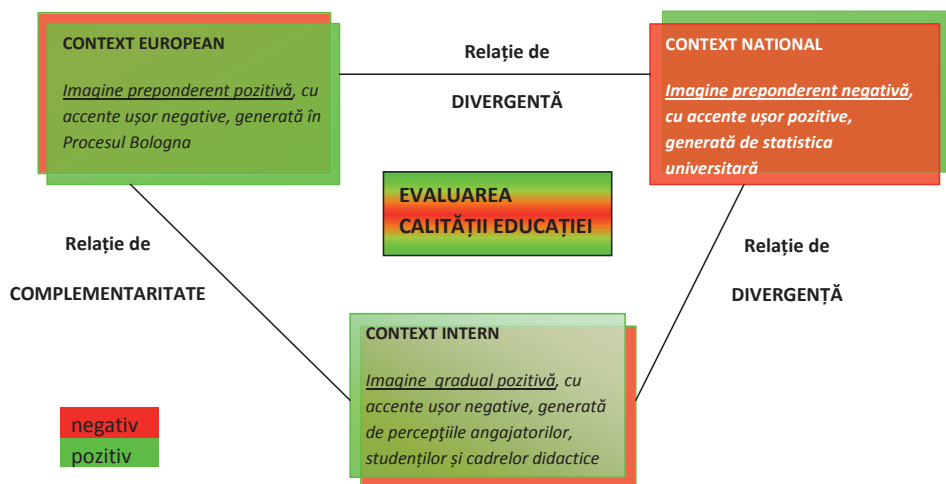 CONTEXT EUROPEAN
Imagine preponderent pozitivă, cu
accente ușor negative, generată în
Procesul Bologna
Relație de
DIVERGENTĂ
CONTEXT NATIONAL
Imagine preponderent negativă,
cu accente ușor pozitive,
generată de statistica
universitară
EVALUAREA
CALITĂȚII EDUCAȚIEI
Relație de
COMPLEMENTARITATE
Relație de
DIVERGENȚĂ
CONTEXT INTERN
Imagine gradual pozitivă, cu
accente ușor negative, generată
de percepţiile angajatorilor,
studenților și cadrelor didactice
negativ
pozitiv